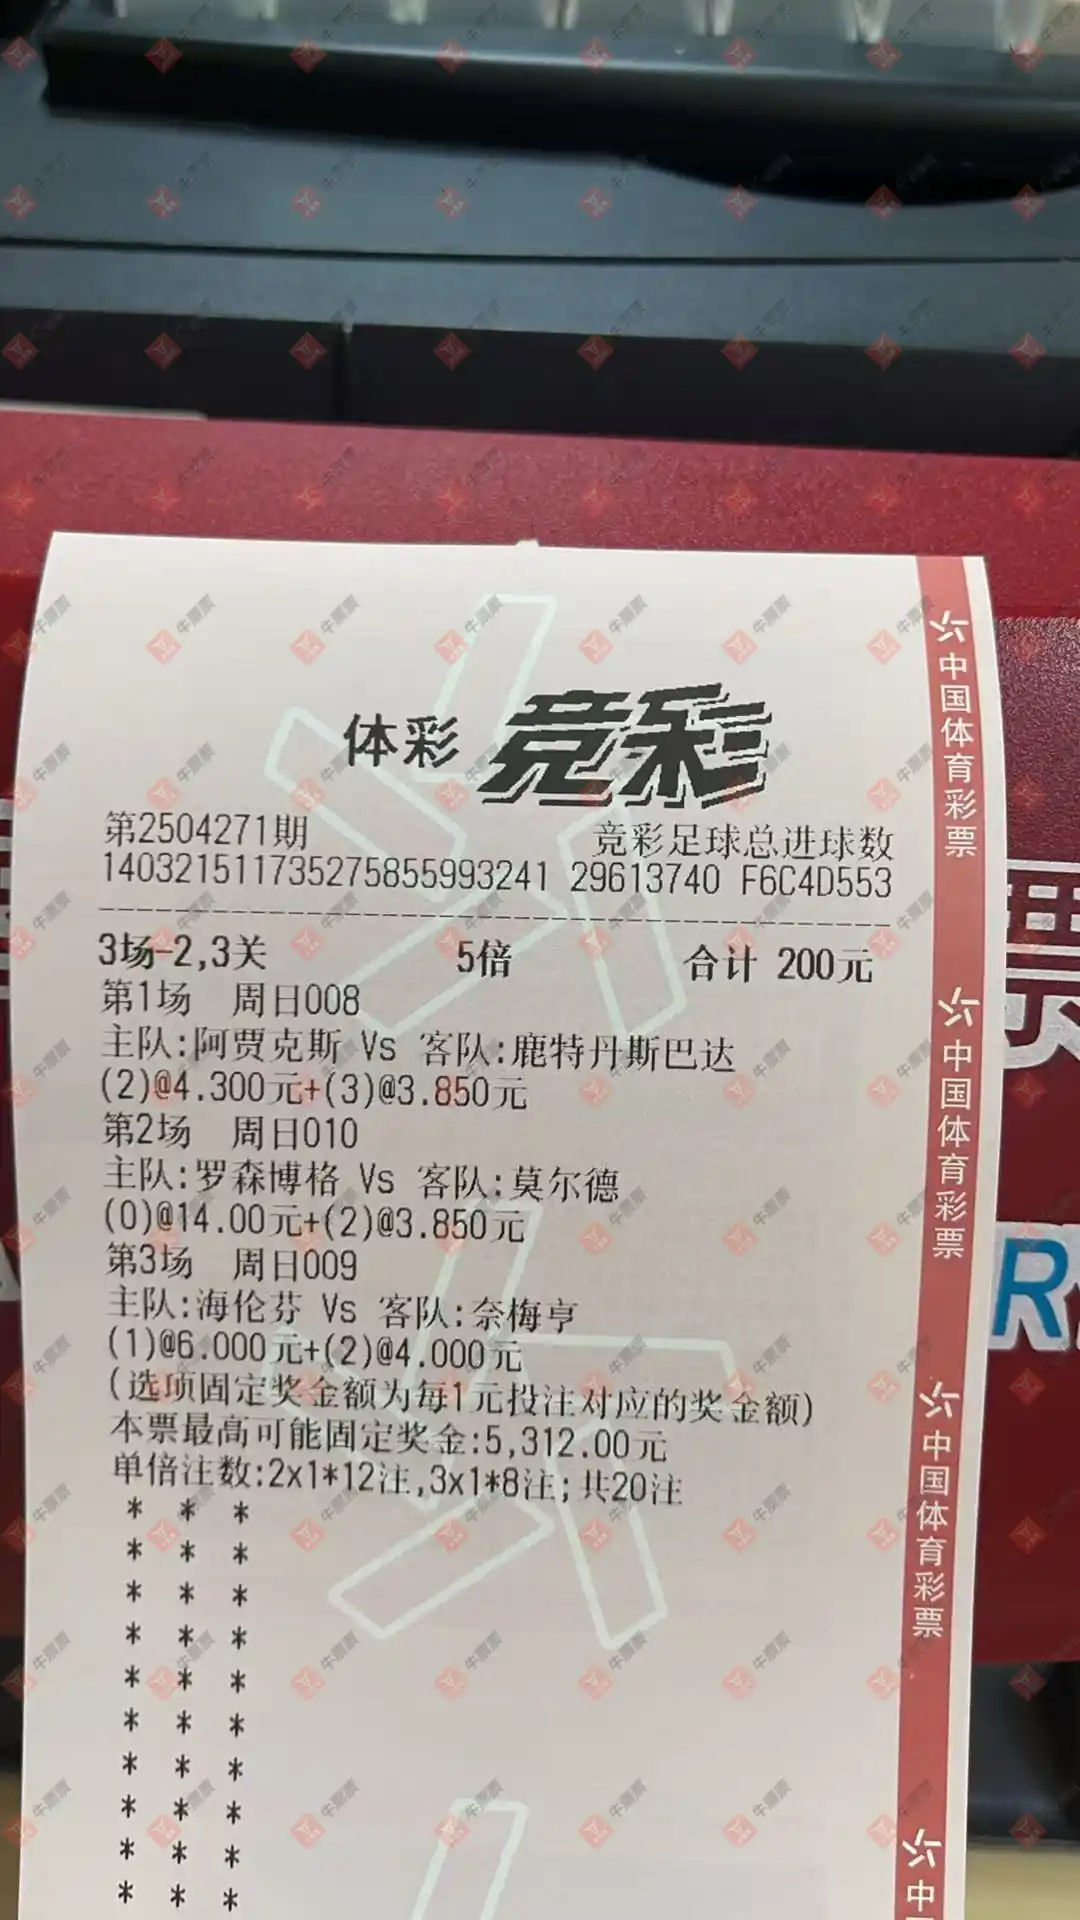 体彩 竞彩
第2504271期 竞彩足球总进球数
140321511735275855993241 29613740 F6C4D553
3场-2,3关 5倍 合计 200元
第1场 周日008
主队:阿贾克斯 Vs 客队:鹿特丹斯巴达
(2)@4.300元+(3)@3.850元
第2场 周日010
主队:罗森博格 Vs 客队:莫尔德
(0)@14.00元+(2)@3.850元
第3场 周日009
主队:海伦芬 Vs 客队:奈梅亨
(1)@6.000元+(2)@4.000元
(选项固定奖金额为每1元投注对应的奖金额)
本票最高可能固定奖金:5,312.00元
单倍注数:2x1*12注,3x1*8注;共20注
* * *
* * *
* * *
* * *
* * *
* * *
* * *
* * *
* * *
* * *
中国体育彩票
中国体育彩票
中国体育彩票
中
票
R
牛票票